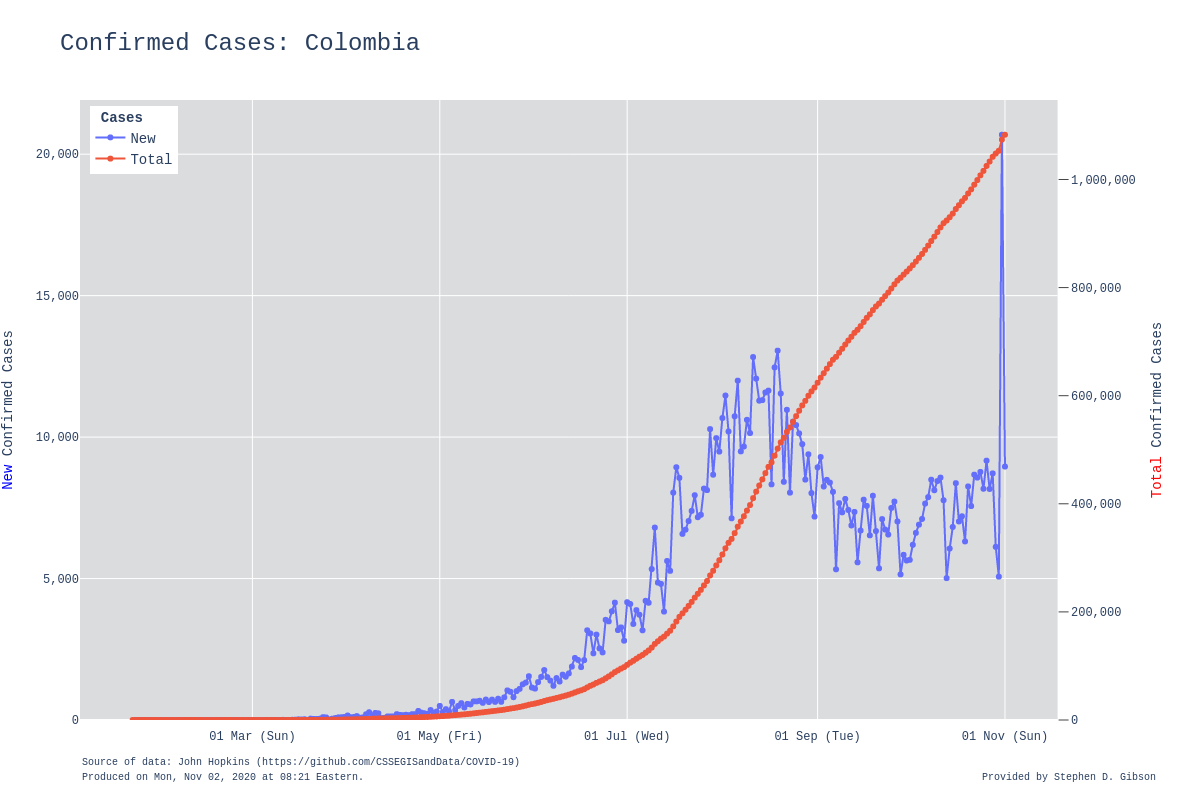 Confirmed Cases: Colombia
Cases
New
Total
20,000
15,000
10,000
5,000
0
New Confirmed Cases
1,000,000
800,000
600,000
400,000
200,000
0
Total Confirmed Cases
01 Mar (Sun) 01 May (Fri) 01 Jul (Wed) 01 Sep (Tue) 01 Nov (Sun)
Source of data: John Hopkins (https://github.com/CSSEGISandData/COVID-19)
Produced on Mon, Nov 02, 2020 at 08:21 Eastern.
Provided by Stephen D. Gibson